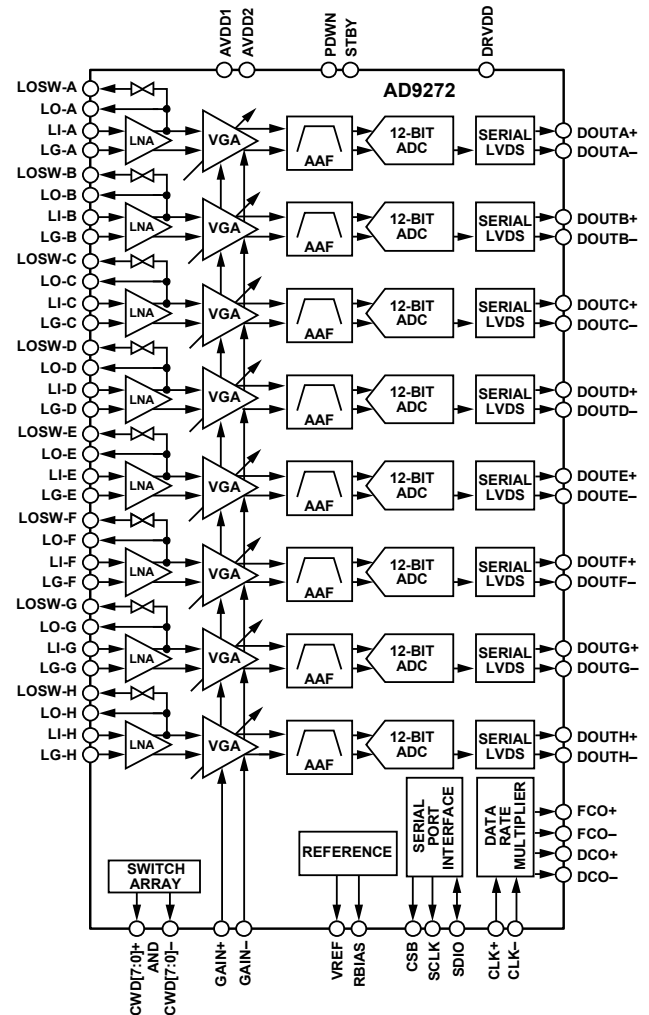 AVDD1
AVDD2
PDWN
STBY
DRVDD
AD9272
LOSW-A
LO-A
LI-A
LG-A
LNA
VGA
AAF
12-BIT
ADC
SERIAL
LVDS
DOUTA+
DOUTA–
LOSW-B
LO-B
LI-B
LG-B
LNA
VGA
AAF
12-BIT
ADC
SERIAL
LVDS
DOUTB+
DOUTB–
LOSW-C
LO-C
LI-C
LG-C
LNA
VGA
AAF
12-BIT
ADC
SERIAL
LVDS
DOUTC+
DOUTC–
LOSW-D
LO-D
LI-D
LG-D
LNA
VGA
AAF
12-BIT
ADC
SERIAL
LVDS
DOUTD+
DOUTD–
LOSW-E
LO-E
LI-E
LG-E
LNA
VGA
AAF
12-BIT
ADC
SERIAL
LVDS
DOUTE+
DOUTE–
LOSW-F
LO-F
LI-F
LG-F
LNA
VGA
AAF
12-BIT
ADC
SERIAL
LVDS
DOUTF+
DOUTF–
LOSW-G
LO-G
LI-G
LG-G
LNA
VGA
AAF
12-BIT
ADC
SERIAL
LVDS
DOUTG+
DOUTG–
LOSW-H
LO-H
LI-H
LG-H
LNA
VGA
AAF
12-BIT
ADC
SERIAL
LVDS
DOUTH+
DOUTH–
SWITCH
ARRAY
REFERENCE
SERIAL
PORT
INTERFACE
DATA
RATE
MULTIPLIER
FCO+
FCO–
DCO+
DCO–
CWD[7:0]+
AND
CWD[7:0]–
GAIN+
GAIN–
VREF
RBIAS
CSB
SCLK
SDIO
CLK+
CLK–